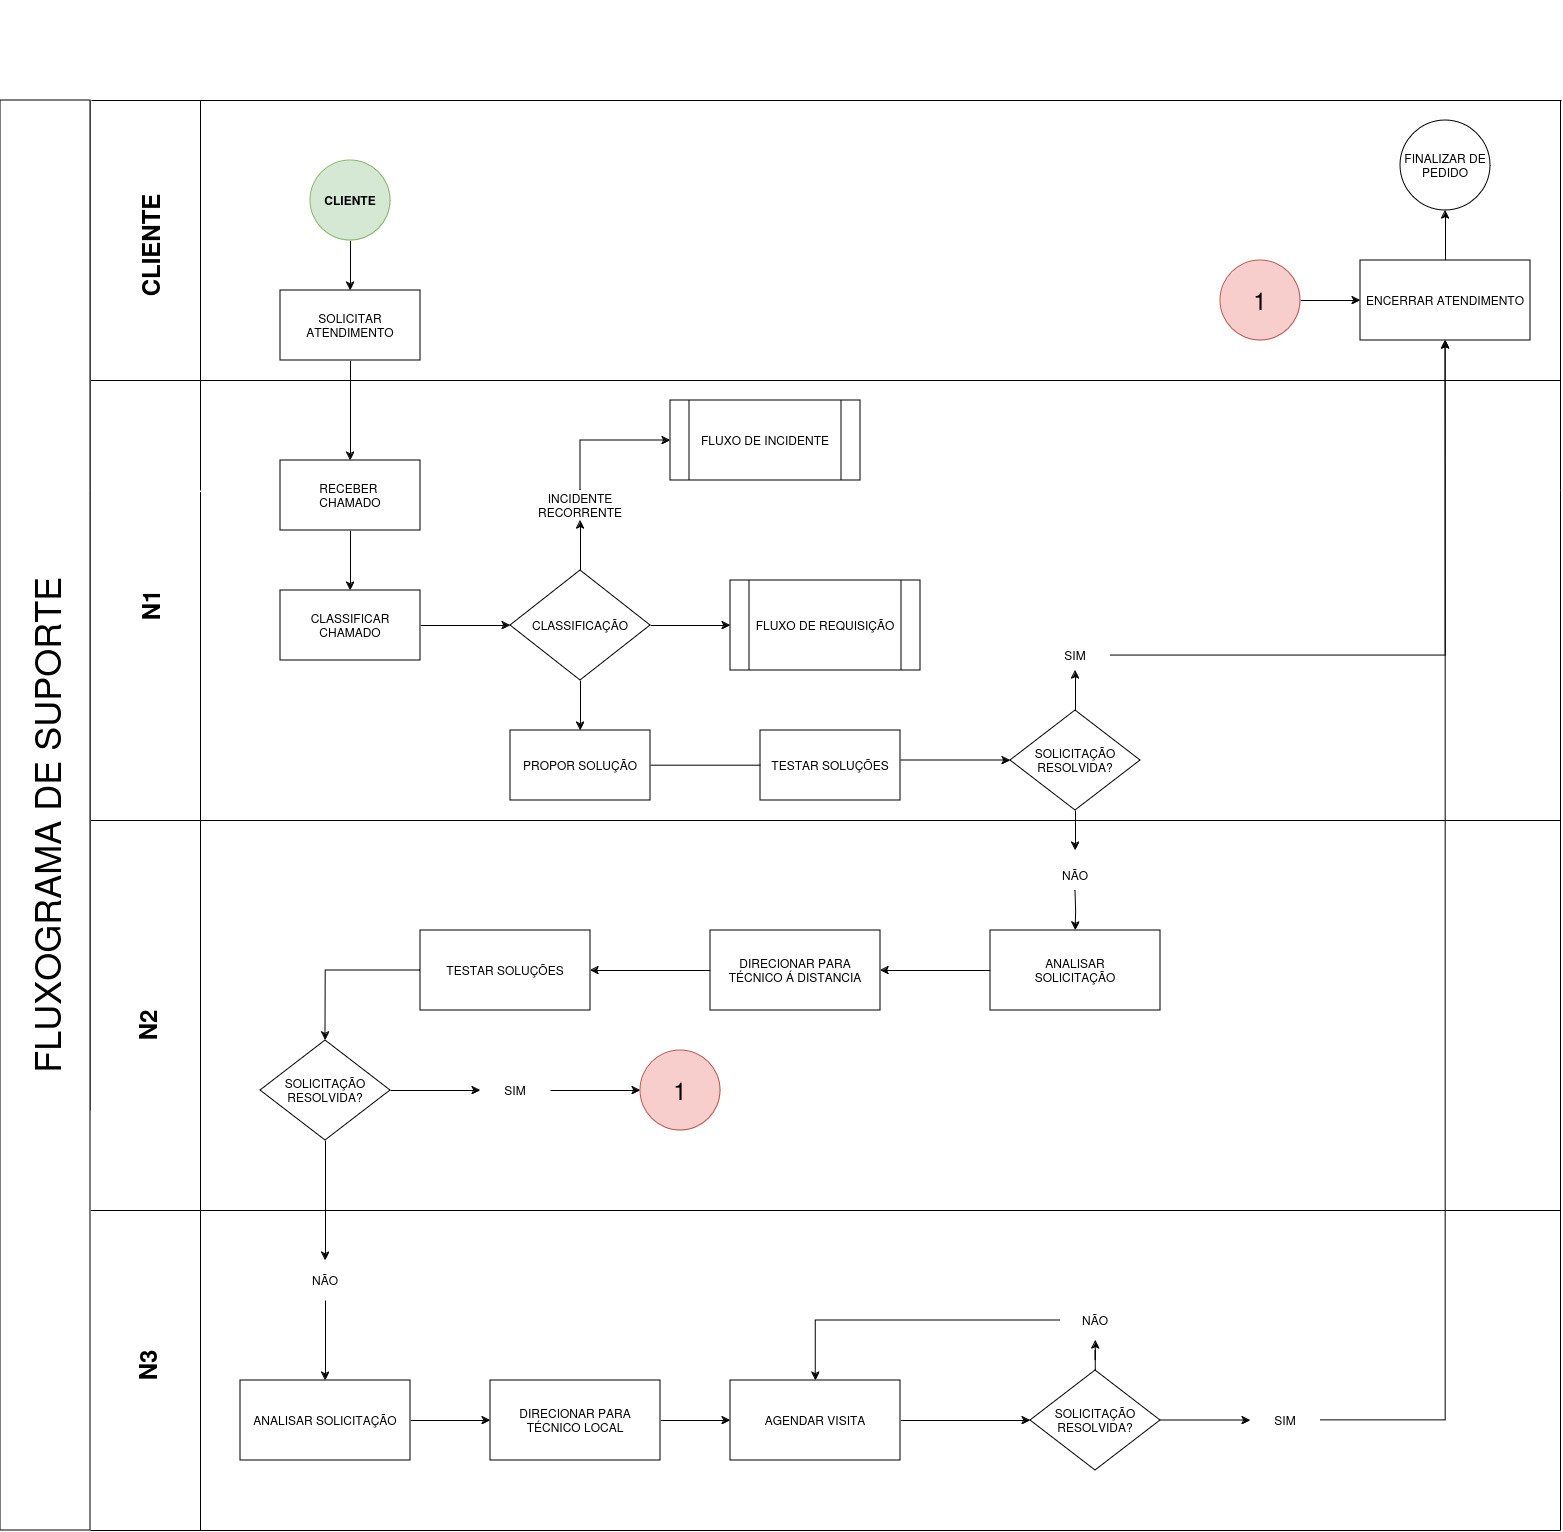 FLUXOGRAMA DE SUPORTE
CLIENTE
CLIENTE
SOLICITAR
ATENDIMENTO
FINALIZAR DE
PEDIDO
1
ENCERRAR ATENDIMENTO
N1
RECEBER
CHAMADO
CLASSIFICAR
CHAMADO
CLASSIFICAÇÃO
INCIDENTE
RECORRENTE
FLUXO DE INCIDENTE
FLUXO DE REQUISIÇÃO
PROPOR SOLUÇÃO
TESTAR SOLUÇÕES
SOLICITAÇÃO
RESOLVIDA?
SIM
N2
NÃO
ANALISAR
SOLICITAÇÃO
DIRECIONAR PARA
TÉCNICO Á DISTANCIA
TESTAR SOLUÇÕES
SOLICITAÇÃO
RESOLVIDA?
SIM
1
N3
NÃO
ANALISAR SOLICITAÇÃO
DIRECIONAR PARA
TÉCNICO LOCAL
AGENDAR VISITA
SOLICITAÇÃO
RESOLVIDA?
NÃO
SIM